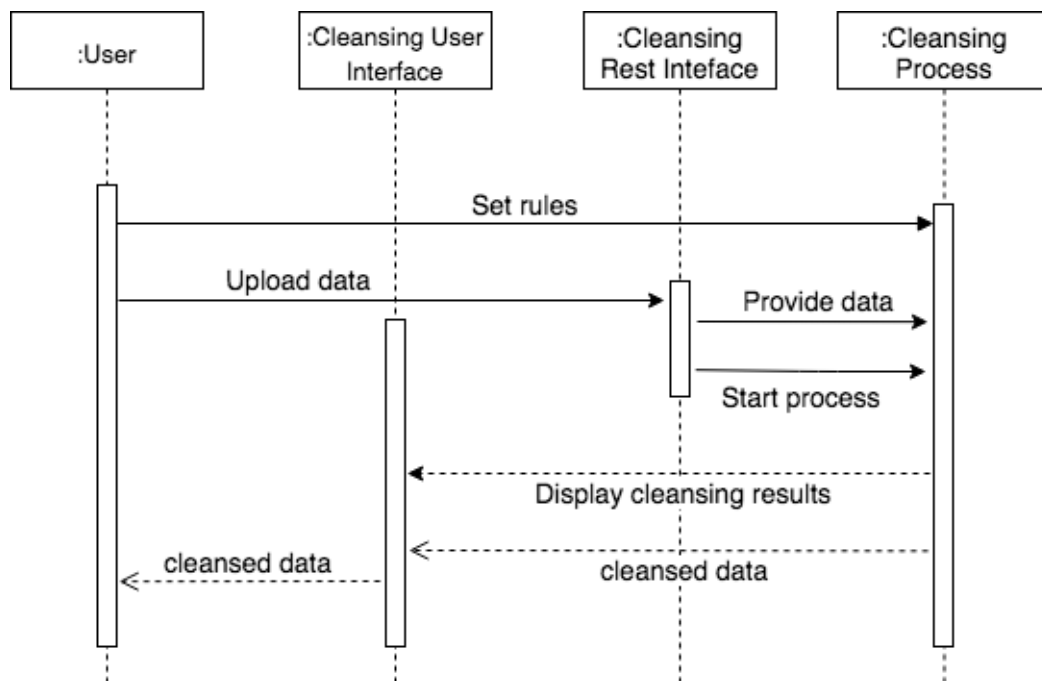 :User
:Cleansing User
Interface
:Cleansing
Rest Inteface
:Cleansing
Process
Set rules
Upload data
Provide data
Start process
Display cleansing results
cleansed data
cleansed data